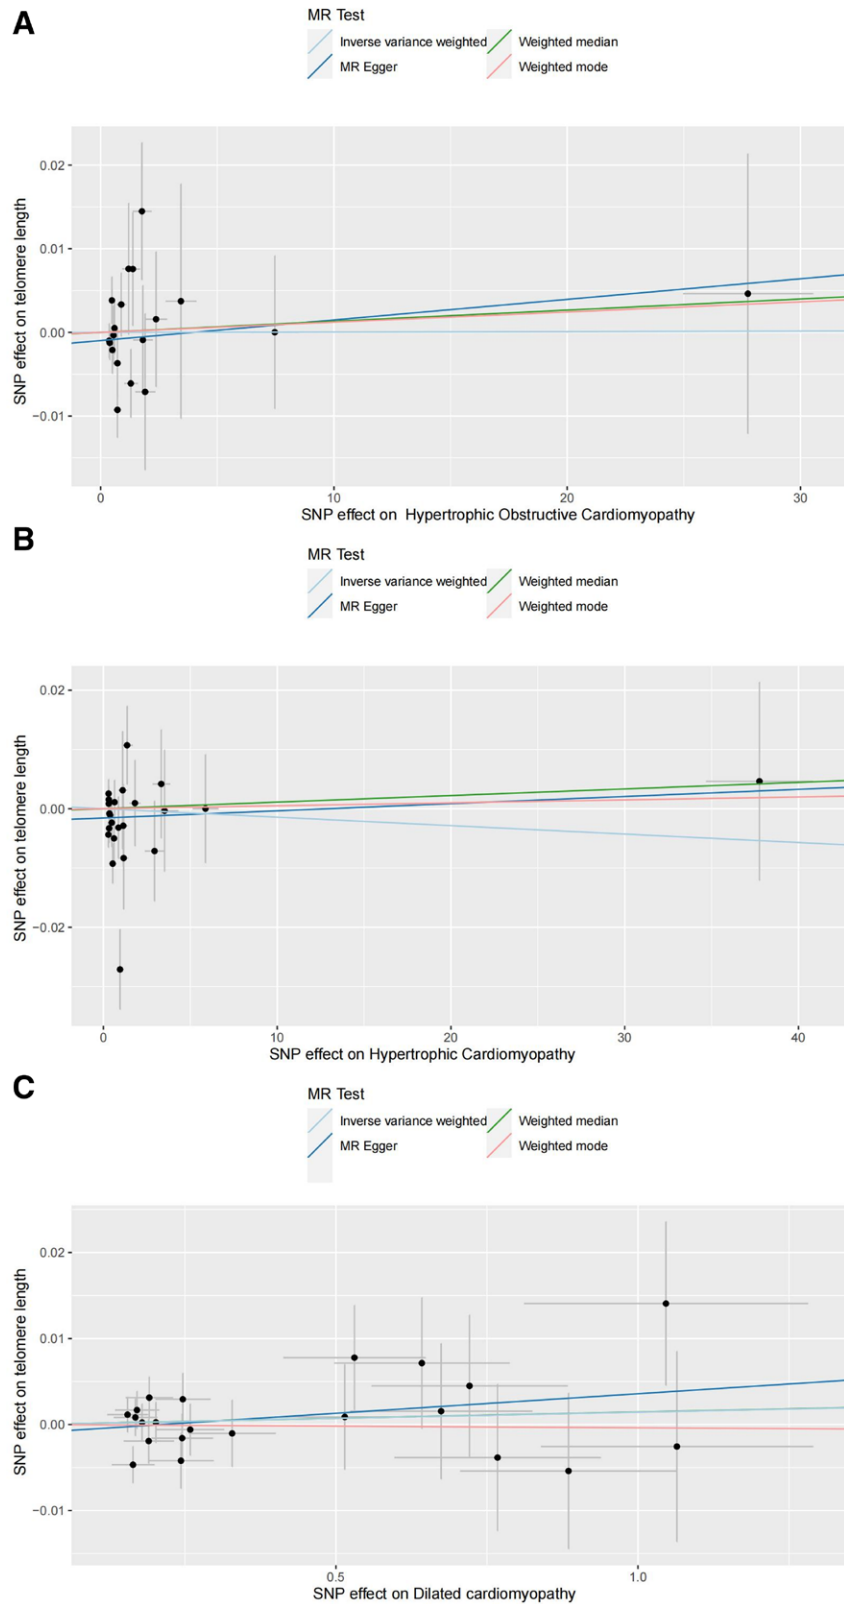 A
MR Test
Inverse variance weighted
Weighted median
MR Egger
Weighted mode
SNP effect on telomere length
0.02
0.01
0.00
−0.01
0
10
20
30
SNP effect on  Hypertrophic Obstructive Cardiomyopathy
B
MR Test
Inverse variance weighted
Weighted median
MR Egger
Weighted mode
SNP effect on telomere length
0.02
0.00
−0.02
0
10
20
30
40
SNP effect on Hypertrophic Cardiomyopathy
C
MR Test
Inverse variance weighted
Weighted median
MR Egger
Weighted mode
SNP effect on telomere length
0.02
0.01
0.00
−0.01
0.5
1.0
SNP effect on Dilated cardiomyopathy